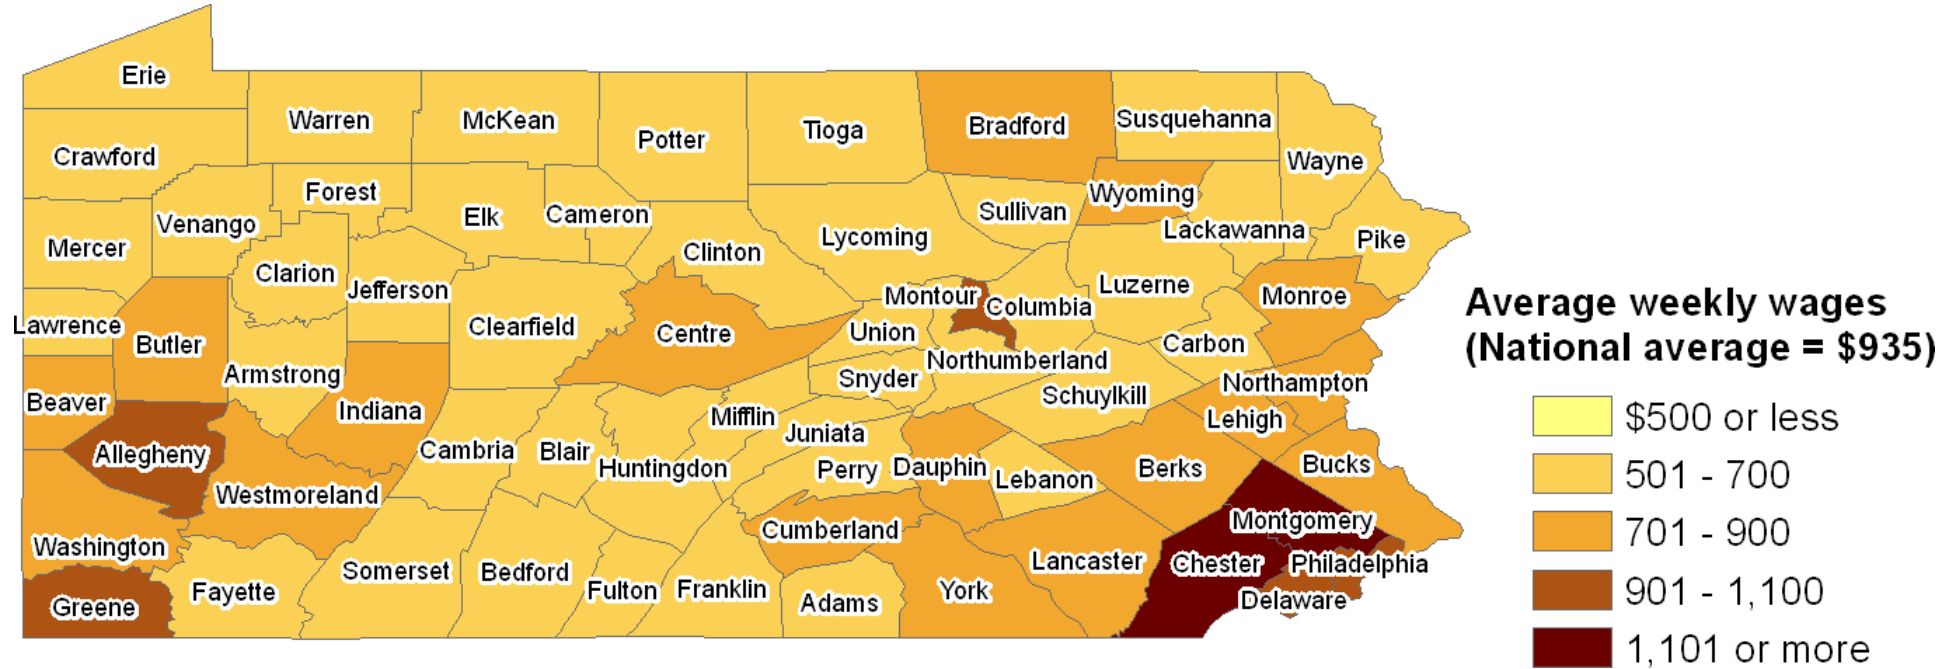 Erie
Warren
McKean
Potter
Tioga
Bradford
Susquehanna
Crawford
Wayne
Forest
Venango
Elk
Cameron
Sullivan
Wyoming
Mercer
Clinton
Lycoming
Lackawanna
Pike
Clarion
Jefferson
Luzerne
Montour
Columbia
Monroe
Lawrence
Butler
Clearfield
Centre
Union
Carbon
Northumberland
Armstrong
Snyder
Northampton
Beaver
Indiana
Mifflin
Schuylkill
Lehigh
Juniata
Allegheny
Cambria
Blair
Huntingdon
Perry
Dauphin
Lebanon
Berks
Bucks
Westmoreland
Cumberland
Montgomery
Washington
Somerset
Bedford
Lancaster
Chester
Philadelphia
Greene
Fayette
Fulton
Franklin
Adams
York
Delaware
Average weekly wages
(National average = $935)
$500 or less
501 - 700
701 - 900
901 - 1,100
1,101 or more